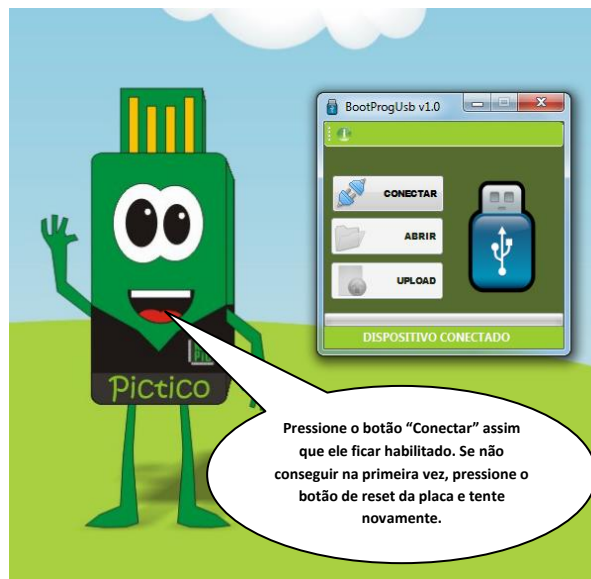 BootProgUsb v1.0
CONECTAR
ABRIR
UPLOAD
DISPOSITIVO CONECTADO
Pictico
Pressione o botão “Conectar” assim
que ele ficar habilitado. Se não
conseguir na primeira vez, pressione o
botão de reset da placa e tente
novamente.